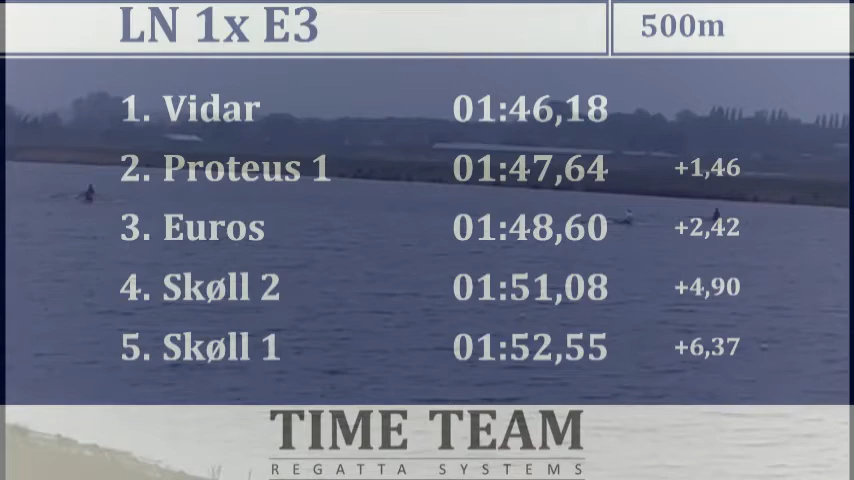 LN 1x E3 500m
1. Vidar 01:46,18
2. Proteus 1 01:47,64 +1,46
3. Euros 01:48,60 +2,42
4. Skøll 2 01:51,08 +4,90
5. Skøll 1 01:52,55 +6,37
TIME TEAM
REGATTA SYSTEMS